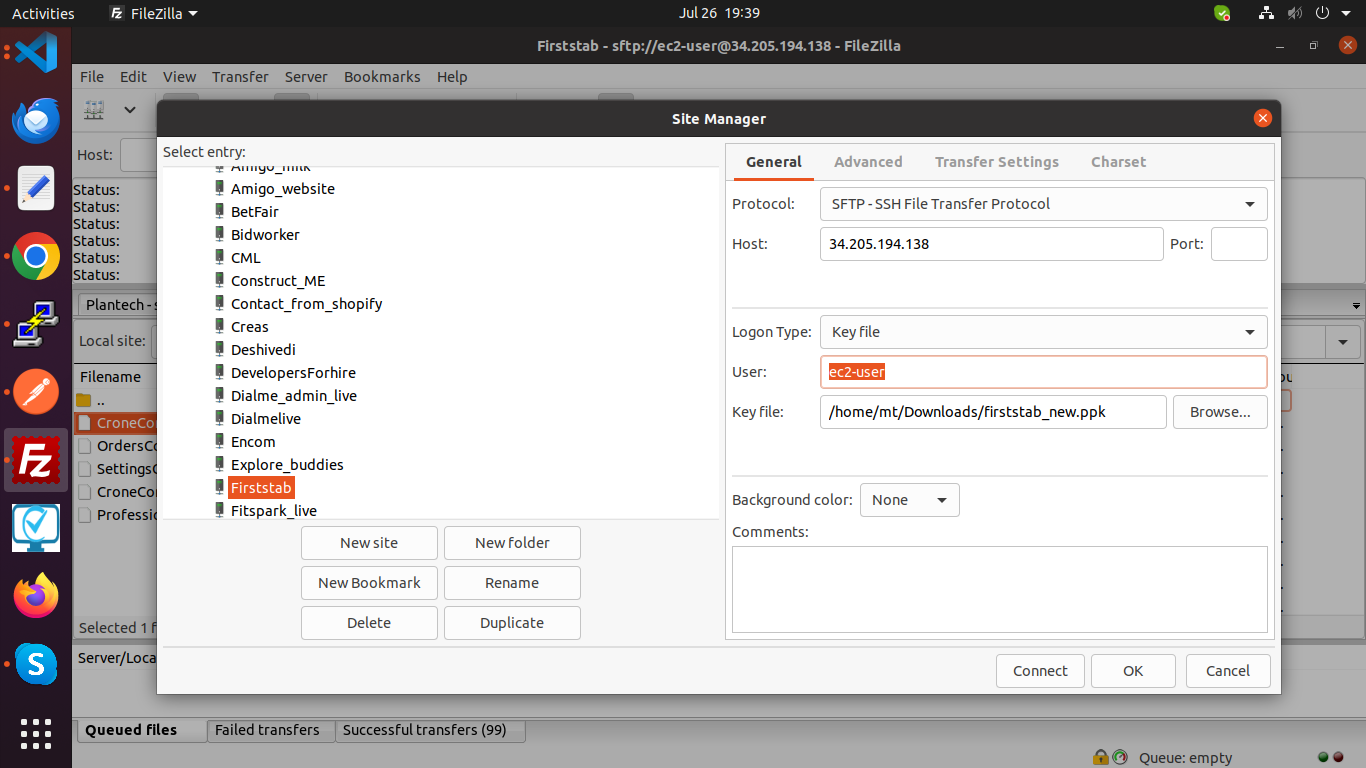 Activities FileZilla Jul 26 19:39
Firststab - sftp://ec2-user@34.205.194.138 - FileZilla
File Edit View Transfer Server Bookmarks Help
Host:
Status:
Status:
Status:
Status:
Status:
Status:
Plantech - s
Local site:
Filename
..
CroneCo
OrdersCo
Settings
CroneCo
Professio
Selected 1 f
Server/Loca
Site Manager
Select entry:
Amigo_milk
Amigo_website
BetFair
Bidworker
CML
Construct_ME
Contact_from_shopify
Creas
Deshivedi
DevelopersForhire
Dialme_admin_live
Dialmelive
Encom
Explore_buddies
Firststab
Fitspark_live
New site New folder
New Bookmark Rename
Delete Duplicate
General Advanced Transfer Settings Charset
Protocol: SFTP - SSH File Transfer Protocol
Host: 34.205.194.138 Port:
Logon Type: Key file
User: ec2-user
Key file: /home/mt/Downloads/firststab_new.ppk Browse...
Background color: None
Comments:
Connect OK Cancel
Queued files Failed transfers Successful transfers (99)
Queue: empty